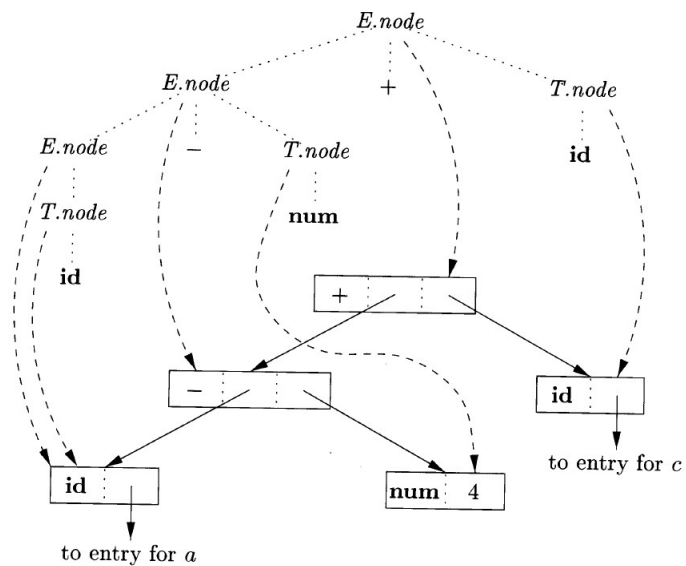 E.node
E.node + T.node
E.node − T.node id
T.node num
id
+
− id
to entry for c
id num 4
to entry for a